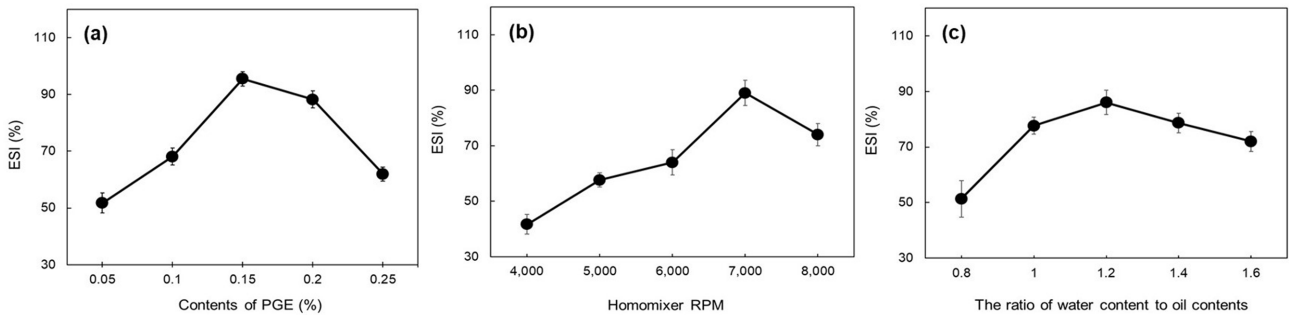 (a)
ESI (%)
110
90
70
50
30
0.05 0.1 0.15 0.2 0.25
Contents of PGE (%)
(b)
ESI (%)
110
90
70
50
30
4,000 5,000 6,000 7,000 8,000
Homomixer RPM
(c)
ESI (%)
110
90
70
50
30
0.8 1 1.2 1.4 1.6
The ratio of water content to oil contents